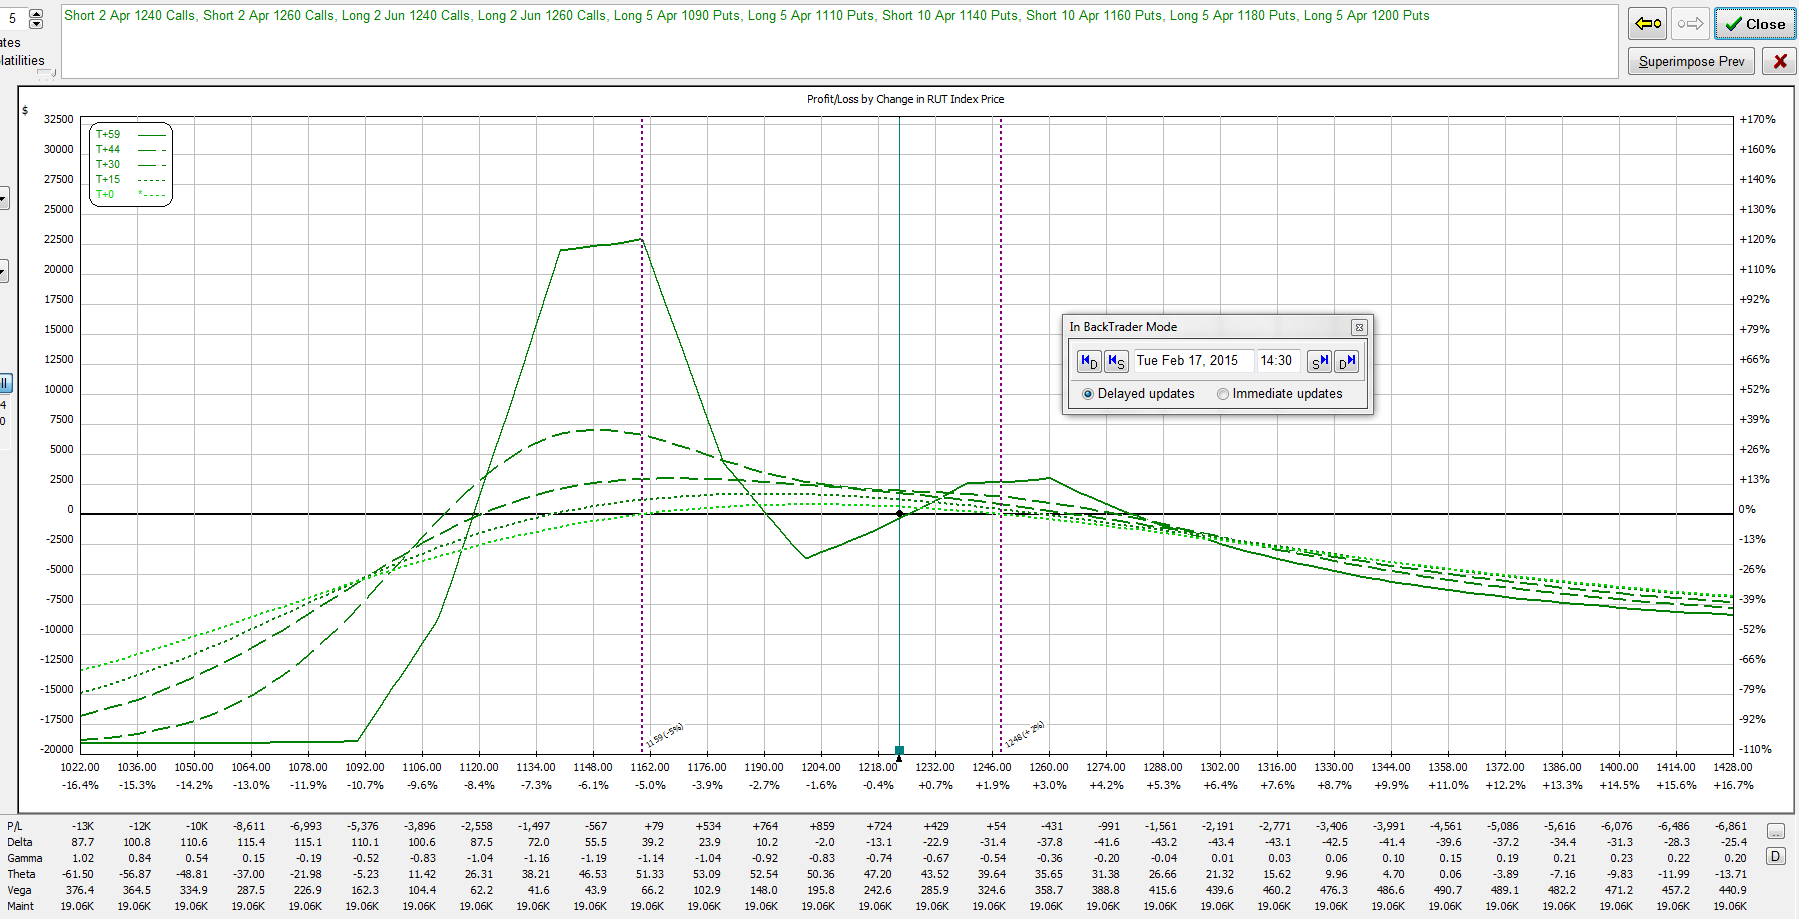 5
Short 2 Apr 1240 Calls, Short 2 Apr 1260 Calls, Long 2 Jun 1240 Calls, Long 2 Jun 1260 Calls, Long 5 Apr 1090 Puts, Long 5 Apr 1110 Puts, Short 10 Apr 1140 Puts, Short 10 Apr 1160 Puts, Long 5 Apr 1180 Puts, Long 5 Apr 1200 Puts
Close
ates
latilities
Superimpose Prev
Profit/Loss by Change in RUT Index Price
$
32500 +170%
T+59
T+44
30000 +160%
T+30
T+15
27500 +140%
T+0 *
25000 +130%
22500 +120%
20000 +110%
17500 +92%
In BackTrader Mode
15000 +79%
D S Tue Feb 17, 2015 14:30 S D
12500 +66%
10000 +52%
Delayed updates Immediate updates
7500 +39%
5000 +26%
2500 +13%
0 0%
-2500 -13%
-5000 -26%
-7500 -39%
-10000 -52%
-12500 -66%
-15000 -79%
-17500 -92%
1159 (-5%) 1248 (+2%)
-20000 -110%
1022.00 1036.00 1050.00 1064.00 1078.00 1092.00 1106.00 1120.00 1134.00 1148.00 1162.00 1176.00 1190.00 1204.00 1218.00 1232.00 1246.00 1260.00 1274.00 1288.00 1302.00 1316.00 1330.00 1344.00 1358.00 1372.00 1386.00 1400.00 1414.00 1428.00
-16.4% -15.3% -14.2% -13.0% -11.9% -10.7% -9.6% -8.4% -7.3% -6.1% -5.0% -3.9% -2.7% -1.6% -0.4% +0.7% +1.9% +3.0% +4.2% +5.3% +6.4% +7.6% +8.7% +9.9% +11.0% +12.2% +13.3% +14.5% +15.6% +16.7%
P/L -13K -12K -10K -8,611 -6,993 -5,376 -3,896 -2,558 -1,497 -567 +79 +534 +764 +859 +724 +429 +54 -431 -991 -1,561 -2,191 -2,771 -3,406 -3,991 -4,561 -5,086 -5,616 -6,076 -6,486 -6,861
Delta 87.7 100.8 110.6 115.4 115.1 110.1 100.6 87.5 72.0 55.5 39.2 23.9 10.2 -2.0 -13.1 -22.9 -31.4 -37.8 -41.6 -43.2 -43.4 -43.1 -42.5 -41.4 -39.6 -37.2 -34.4 -31.3 -28.3 -25.4
Gamma 1.02 0.84 0.54 0.15 -0.19 -0.52 -0.83 -1.04 -1.16 -1.19 -1.14 -1.04 -0.92 -0.83 -0.74 -0.67 -0.54 -0.36 -0.20 -0.04 0.01 0.03 0.06 0.10 0.15 0.19 0.21 0.23 0.22 0.20
D
Theta -61.50 -56.87 -48.81 -37.00 -21.98 -5.23 11.42 26.31 38.21 46.53 51.33 53.09 52.54 50.36 47.20 43.52 39.64 35.65 31.38 26.66 21.32 15.62 9.96 4.70 0.06 -3.89 -7.16 -9.83 -11.99 -13.71
Vega 376.4 364.5 334.9 287.5 226.9 162.3 104.4 62.2 41.6 43.9 66.2 102.9 148.0 195.8 242.6 285.9 324.6 358.7 388.8 415.6 439.6 460.2 476.3 486.6 490.7 489.1 482.2 471.2 457.2 440.9
Maint 19.06K 19.06K 19.06K 19.06K 19.06K 19.06K 19.06K 19.06K 19.06K 19.06K 19.06K 19.06K 19.06K 19.06K 19.06K 19.06K 19.06K 19.06K 19.06K 19.06K 19.06K 19.06K 19.06K 19.06K 19.06K 19.06K 19.06K 19.06K 19.06K 19.06K